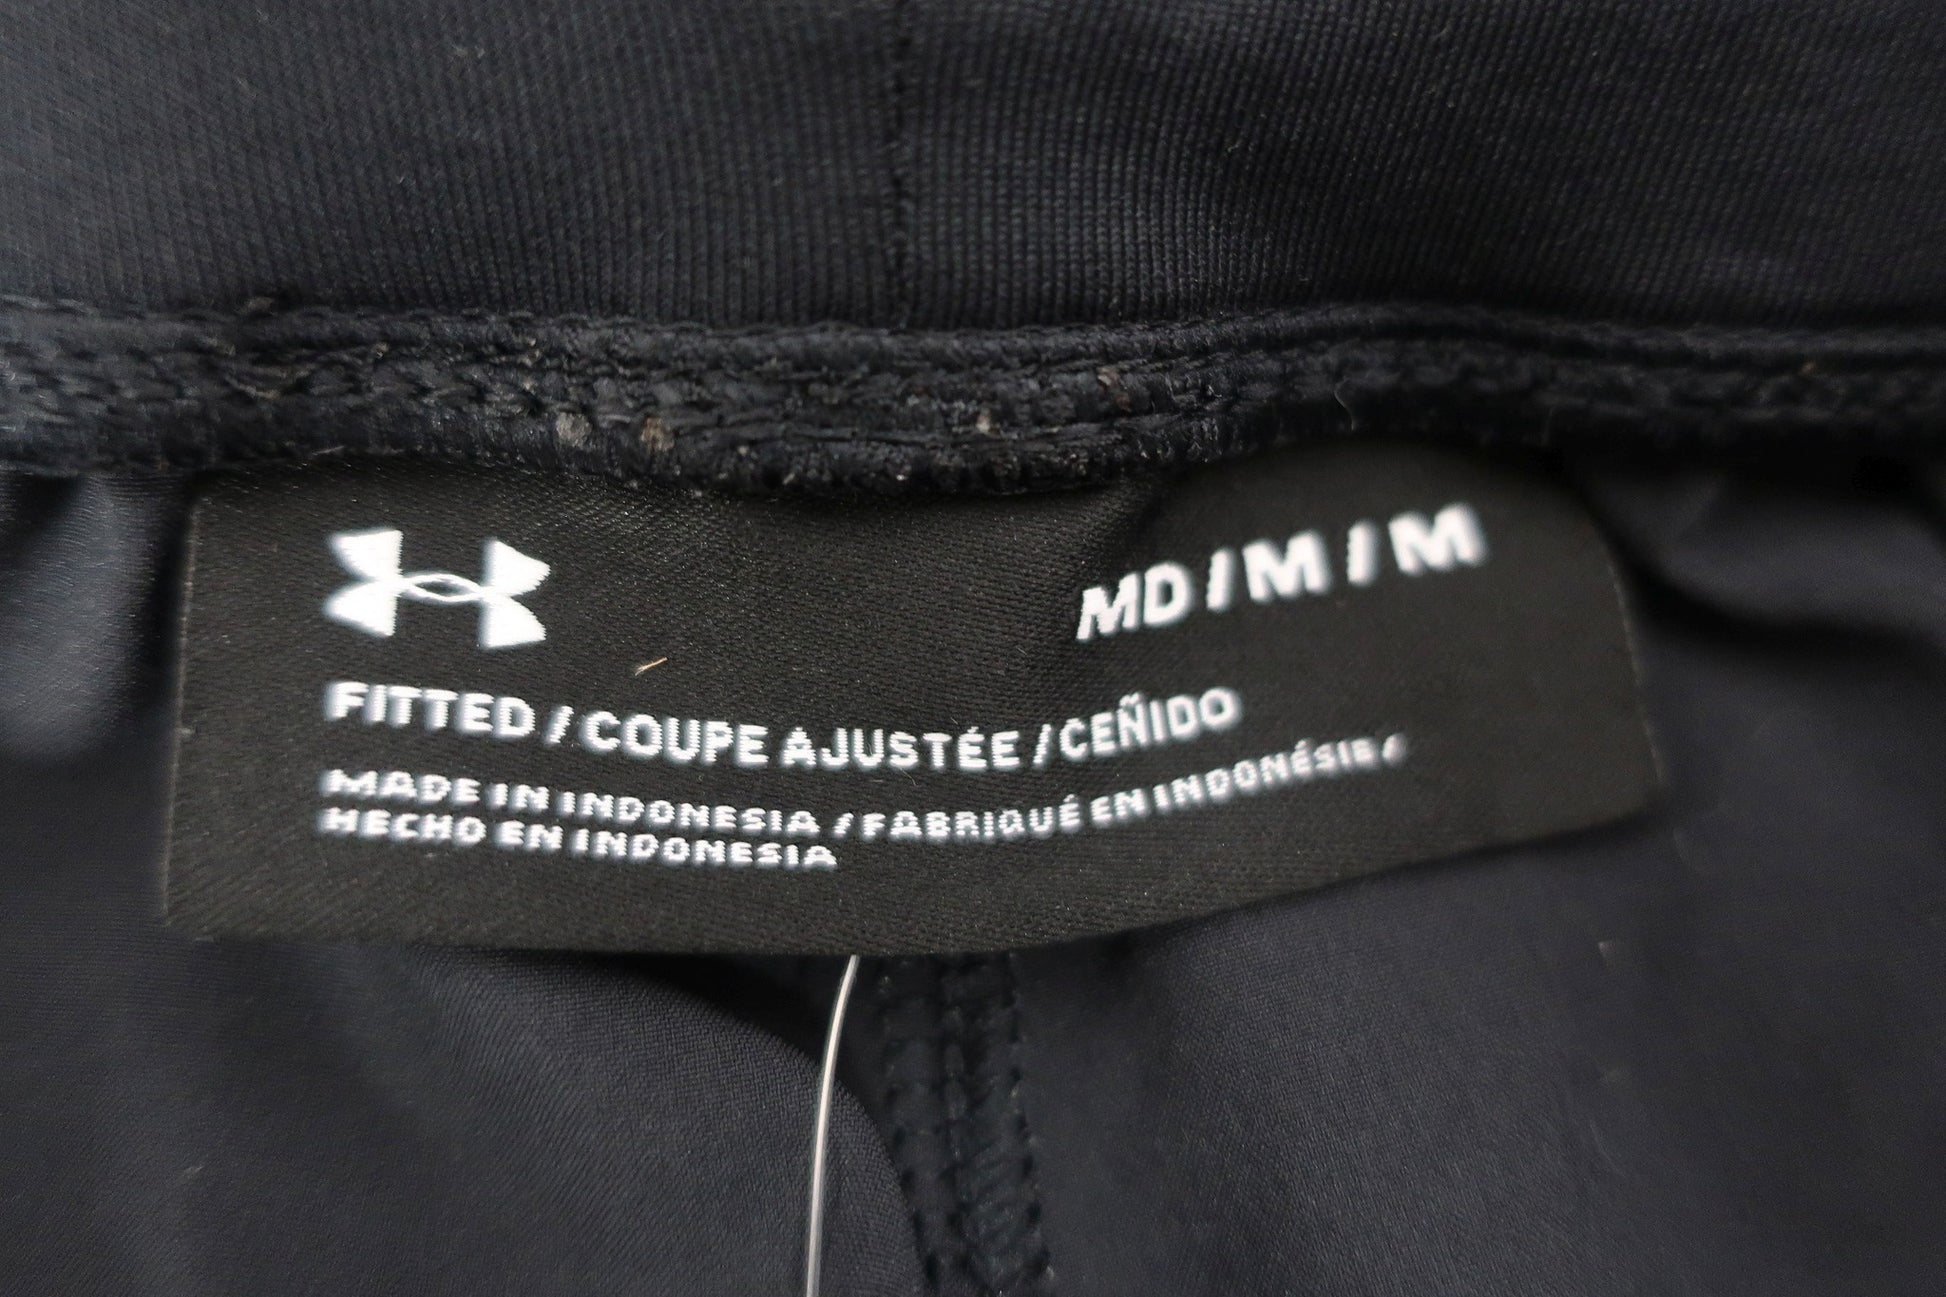 MD / M / M
FITTED / COUPE AJUSTÉE / CEÑIDO
MADE IN INDONESIA / FABRIQUÉ EN INDONÉSIE /
HECHO EN INDONESIA